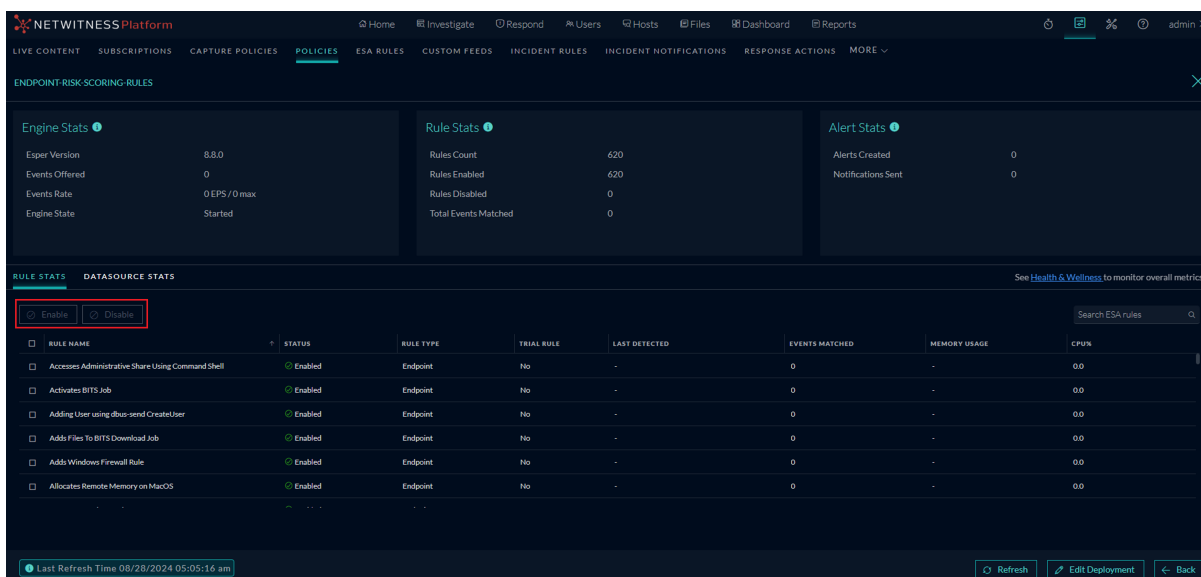 NETWITNESS Platform
Home Investigate Respond Users Hosts Files Dashboard Reports admin
LIVE CONTENT SUBSCRIPTIONS CAPTURE POLICIES POLICIES ESA RULES CUSTOM FEEDS INCIDENT RULES INCIDENT NOTIFICATIONS RESPONSE ACTIONS MORE
ENDPOINT-RISK-SCORING-RULES
Engine Stats
Esper Version 8.8.0
Events Offered 0
Events Rate 0 EPS / 0 max
Engine State Started
Rule Stats
Rules Count 620
Rules Enabled 620
Rules Disabled 0
Total Events Matched 0
Alert Stats
Alerts Created 0
Notifications Sent 0
RULE STATS DATASOURCE STATS See Health & Wellness to monitor overall metrics
Enable Disable Search ESA rules
RULE NAME STATUS RULE TYPE TRIAL RULE LAST DETECTED EVENTS MATCHED MEMORY USAGE CPU%
Accesses Administrative Share Using Command Shell Enabled Endpoint No - 0 - 0.0
Activates BITS Job Enabled Endpoint No - 0 - 0.0
Adding User using dbus-send CreateUser Enabled Endpoint No - 0 - 0.0
Adds Files To BITS Download Job Enabled Endpoint No - 0 - 0.0
Adds Windows Firewall Rule Enabled Endpoint No - 0 - 0.0
Allocates Remote Memory on MacOS Enabled Endpoint No - 0 - 0.0
Last Refresh Time 08/28/2024 05:05:16 am Refresh Edit Deployment Back